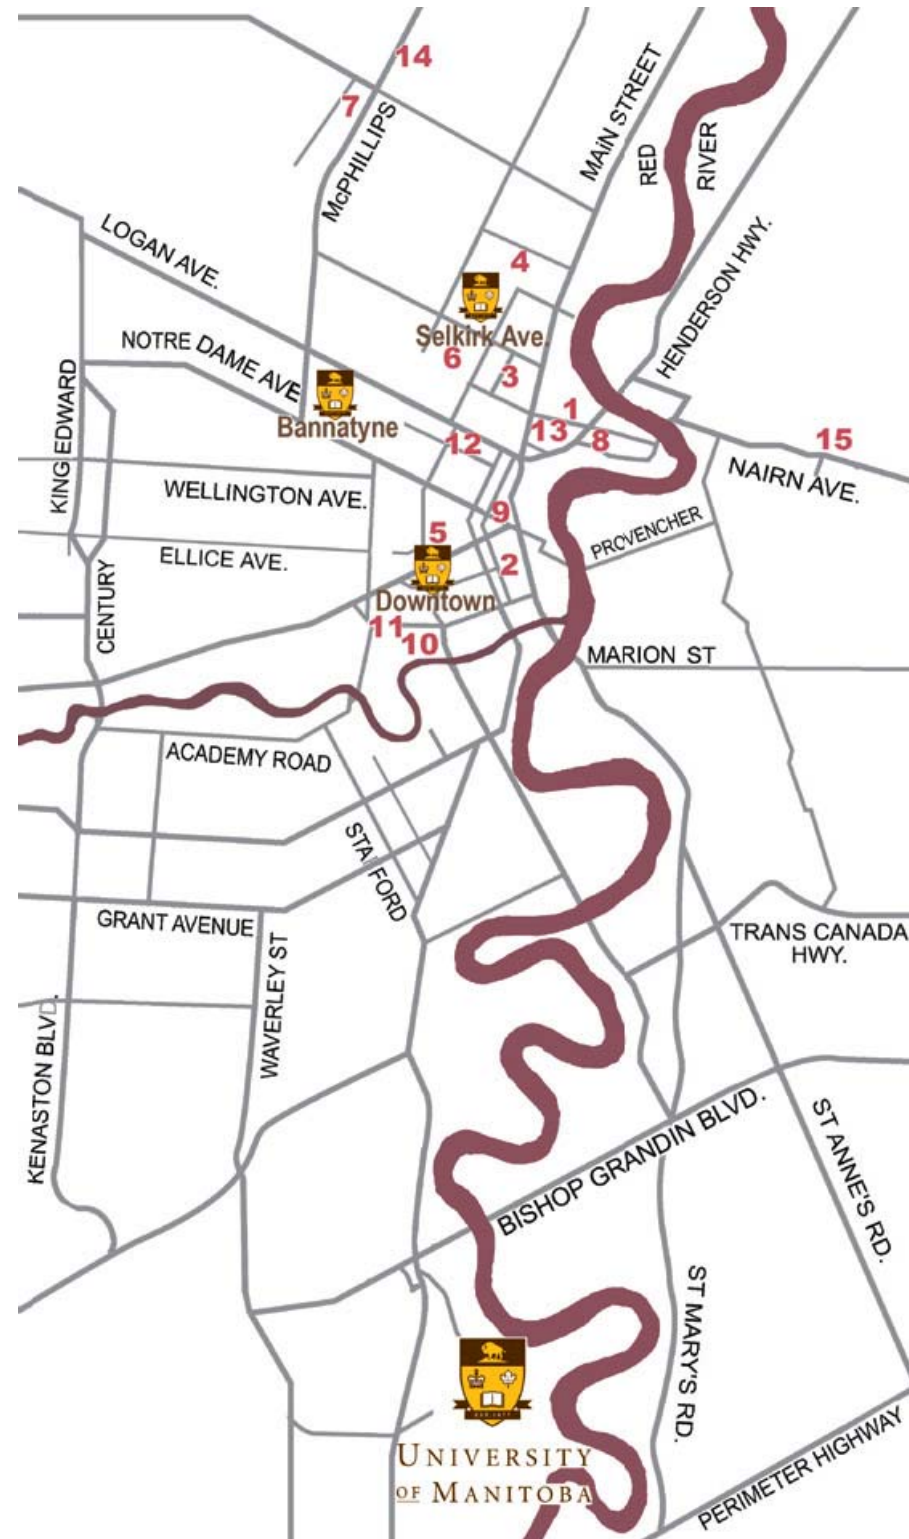 14
7
McPHILLIPS
MAiN STREET
RED
RIVER
LOGAN AVE.
4
HENDERSON HWY.
Selkirk Ave.
NOTRE DAME AVE
6
3
KING EDWARD
Bannatyne
1
13
8
12
15
NAIRN AVE.
WELLINGTON AVE.
9
PROVENCHER
5
ELLICE AVE.
2
CENTURY
Downtown
11
10
MARION ST
ACADEMY ROAD
STAFFORD
GRANT AVENUE
TRANS CANADA
HWY.
WAVERLEY ST
KENASTON BLVD.
BISHOP GRANDIN BLVD.
ST ANNE'S RD.
ST MARY'S RD.
UNIVERSITY
OF MANITOBA
PERIMETER HIGHWAY